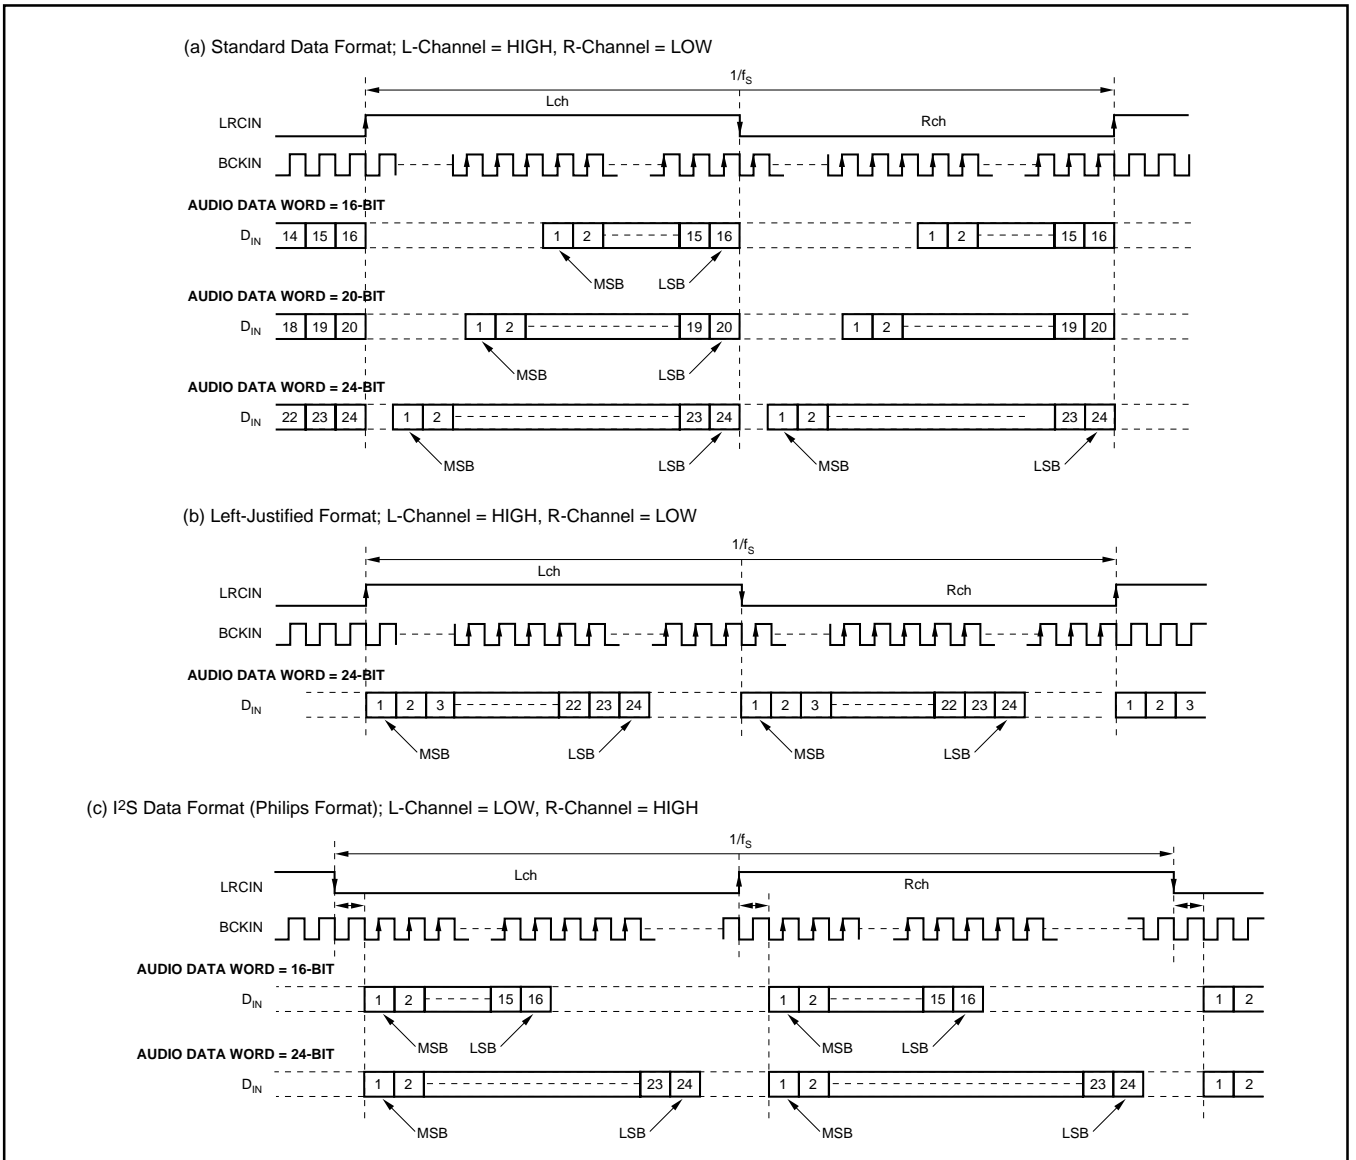 (a) Standard Data Format; L-Channel = HIGH, R-Channel = LOW
1/fS
Lch
LRCIN Rch
BCKIN
AUDIO DATA WORD = 16-BIT
DIN 14 15 16 1 2 15 16 1 2 15 16
MSB LSB
AUDIO DATA WORD = 20-BIT
DIN 18 19 20 1 2 19 20 1 2 19 20
MSB LSB
AUDIO DATA WORD = 24-BIT
DIN 22 23 24 1 2 23 24 1 2 23 24
MSB LSB MSB LSB
(b) Left-Justified Format; L-Channel = HIGH, R-Channel = LOW
1/fS
Lch
LRCIN Rch
BCKIN
AUDIO DATA WORD = 24-BIT
DIN 1 2 3 22 23 24 1 2 3 22 23 24 1 2 3
MSB LSB MSB LSB
(c) I2S Data Format (Philips Format); L-Channel = LOW, R-Channel = HIGH
1/fS
Lch
LRCIN Rch
BCKIN
AUDIO DATA WORD = 16-BIT
DIN 1 2 15 16 1 2 15 16 1 2
MSB LSB MSB LSB
AUDIO DATA WORD = 24-BIT
DIN 1 2 23 24 1 2 23 24 1 2
MSB LSB MSB LSB